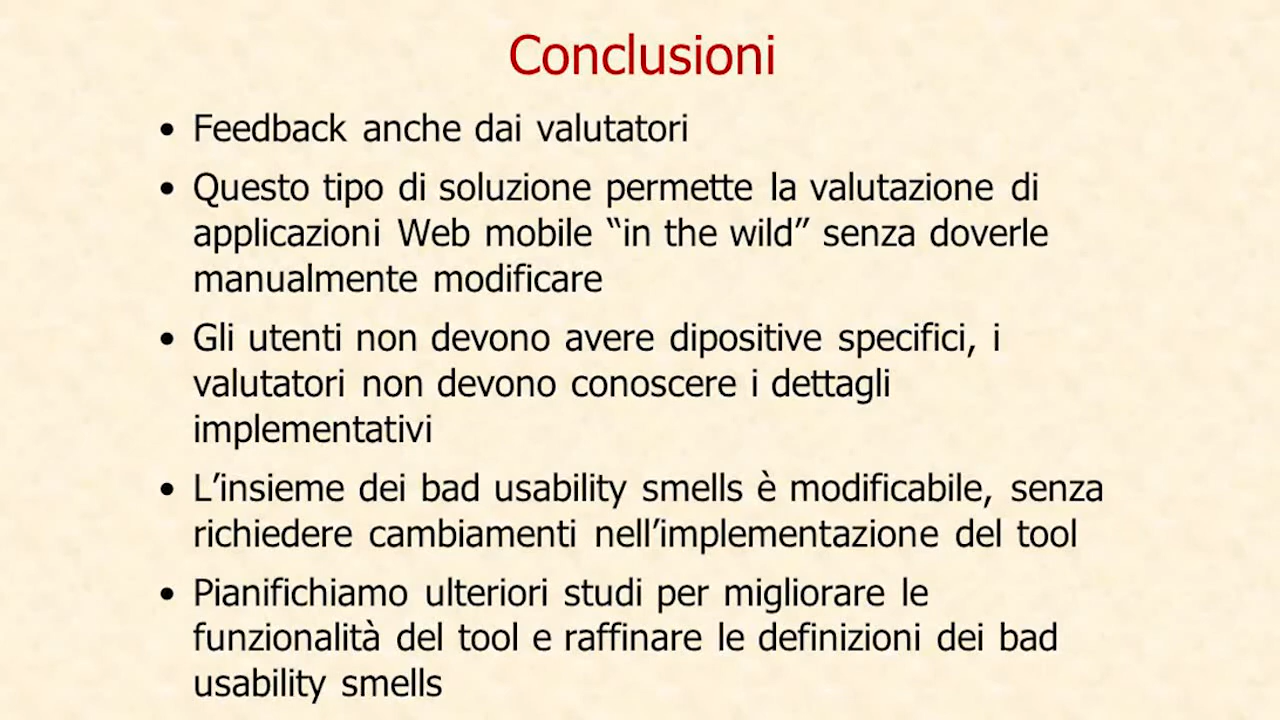 Conclusioni
• Feedback anche dai valutatori
• Questo tipo di soluzione permette la valutazione di
applicazioni Web mobile “in the wild” senza doverle
manualmente modificare
• Gli utenti non devono avere dipositive specifici, i
valutatori non devono conoscere i dettagli
implementativi
• L’insieme dei bad usability smells è modificabile, senza
richiedere cambiamenti nell’implementazione del tool
• Pianifichiamo ulteriori studi per migliorare le
funzionalità del tool e raffinare le definizioni dei bad
usability smells